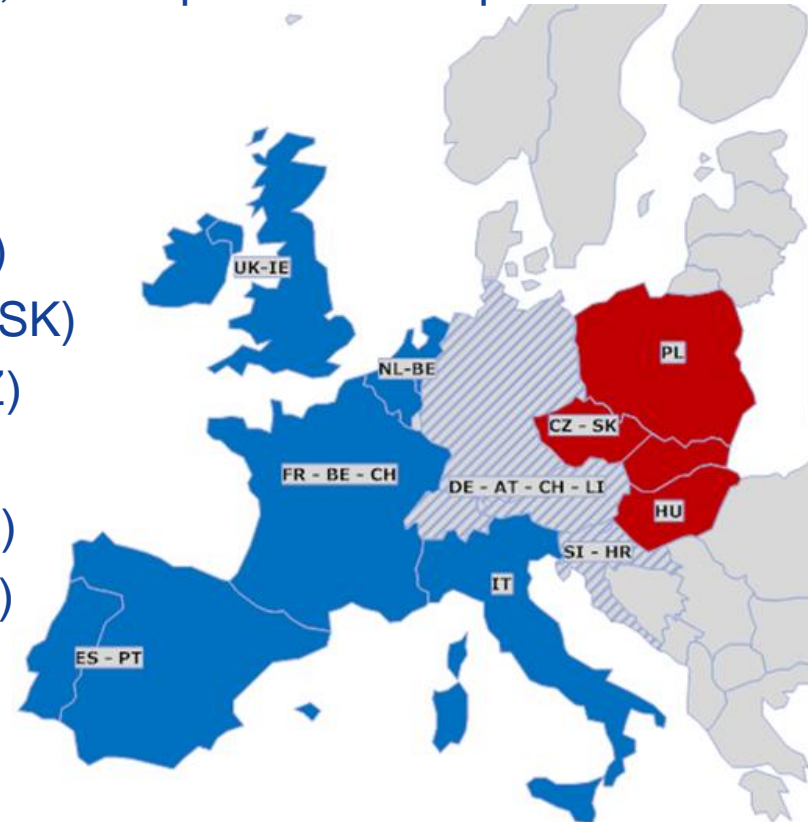 )
UK-IE
SK)
PL
NL-BE
Z)
CZ - SK
FR - BE - CH
DE - AT - CH - LI
HU
)
SI - HR
IT
)
ES - PT